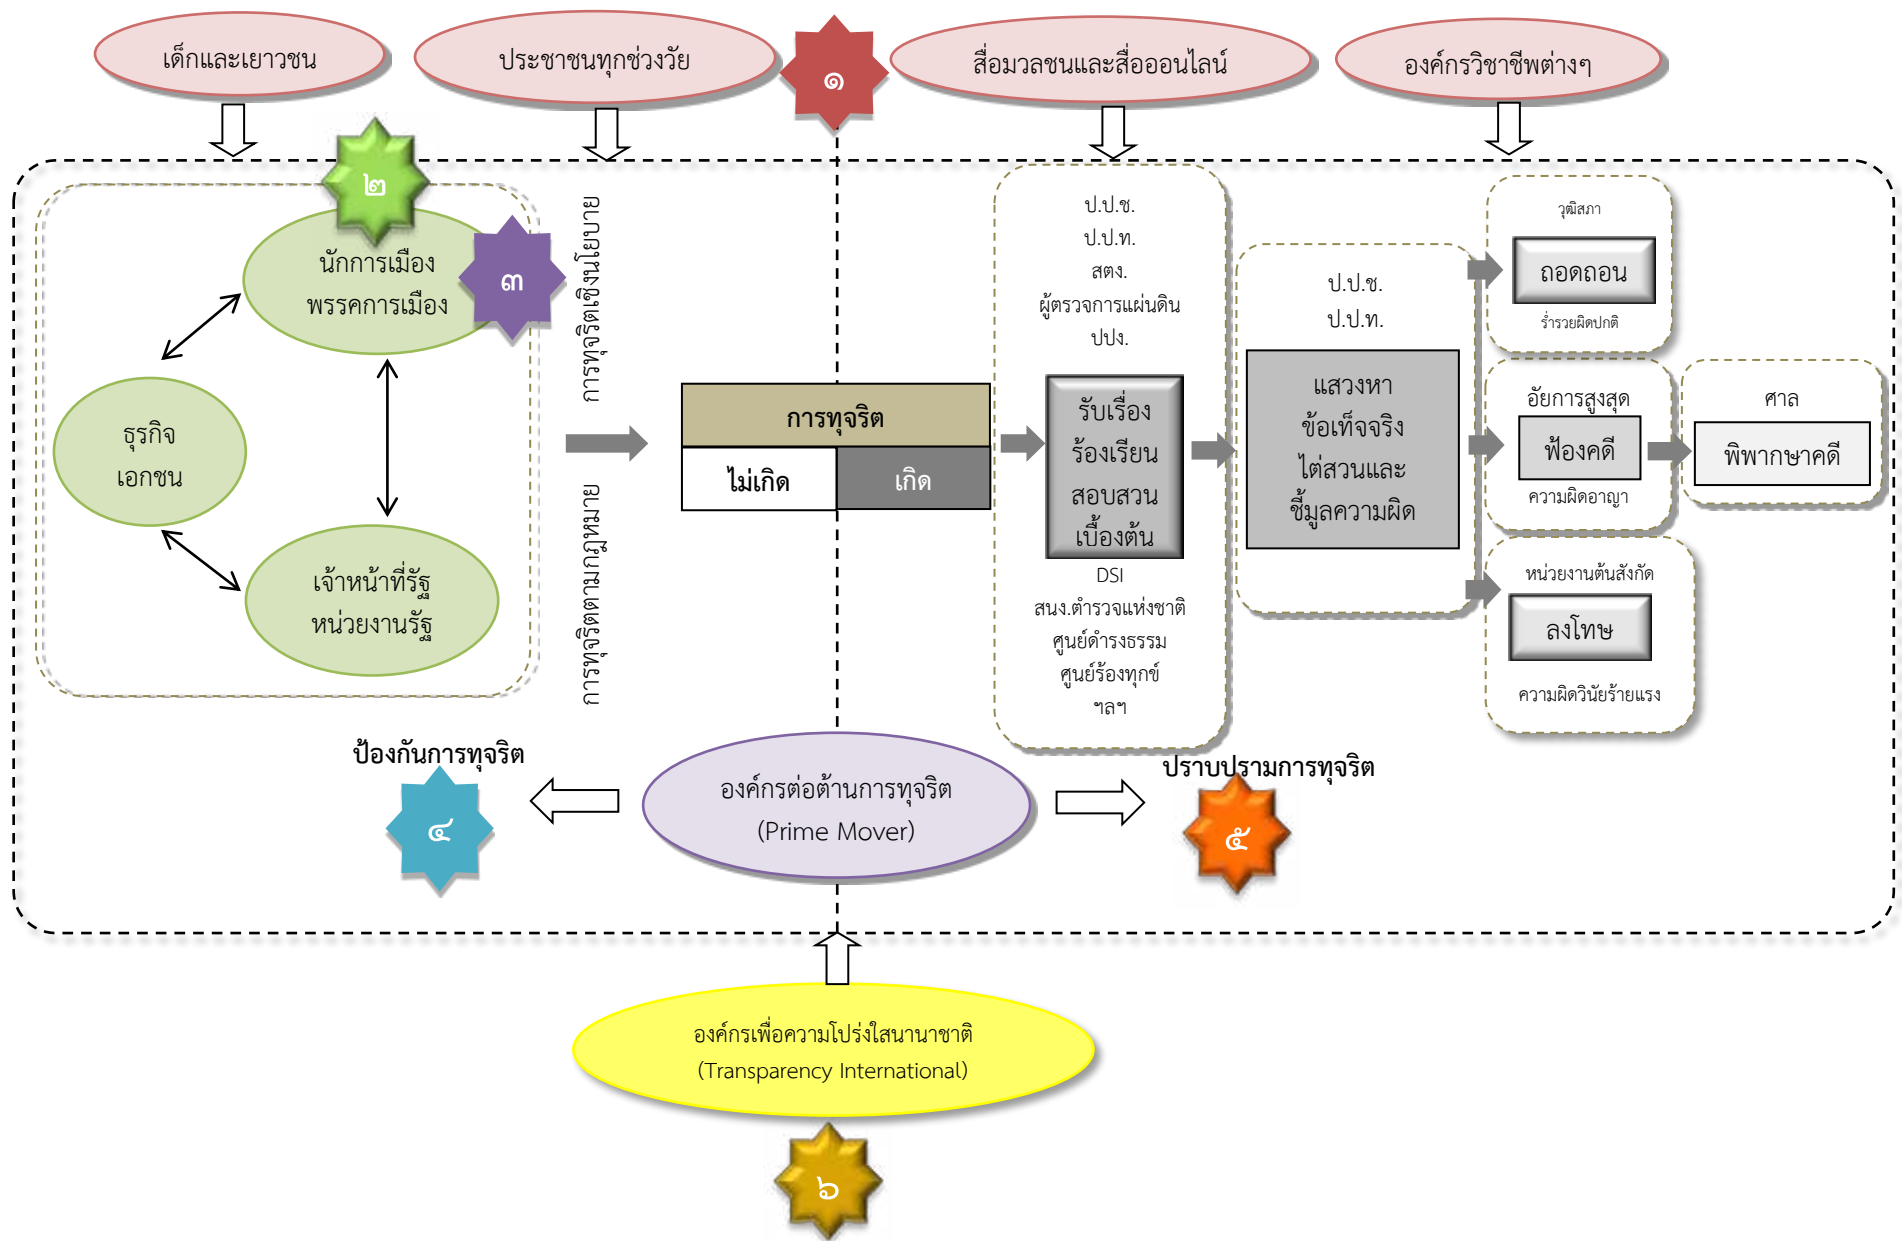 เด็กและเยาวชน
ประชาชนทุกช่วงวัย
๑
สื่อมวลชนและสื่อออนไลน์
องค์กรวิชาชีพต่างๆ
๒
นักการเมือง
พรรคการเมือง
๓
ธุรกิจ
เอกชน
เจ้าหน้าที่รัฐ
หน่วยงานรัฐ
การทุจริตเชิงนโยบาย
การทุจริตตามกฎหมาย
การทุจริต
ไม่เกิด
เกิด
ป.ป.ช.
ป.ป.ท.
สตง.
ผู้ตรวจการแผ่นดิน
ปปง.
รับเรื่อง
ร้องเรียน
สอบสวน
เบื้องต้น
DSI
สนง.ตำรวจแห่งชาติ
ศูนย์ดำรงธรรม
ศูนย์ร้องทุกข์
ฯลฯ
ป.ป.ช.
ป.ป.ท.
แสวงหา
ข้อเท็จจริง
ไต่สวนและ
ชี้มูลความผิด
วุฒิสภา
ถอดถอน
ร่ำรวยผิดปกติ
อัยการสูงสุด
ฟ้องคดี
ความผิดอาญา
ศาล
พิพากษาคดี
หน่วยงานต้นสังกัด
ลงโทษ
ความผิดวินัยร้ายแรง
ป้องกันการทุจริต
๔
องค์กรต่อต้านการทุจริต
(Prime Mover)
ปราบปรามการทุจริต
๕
องค์กรเพื่อความโปร่งใสนานาชาติ
(Transparency International)
๖